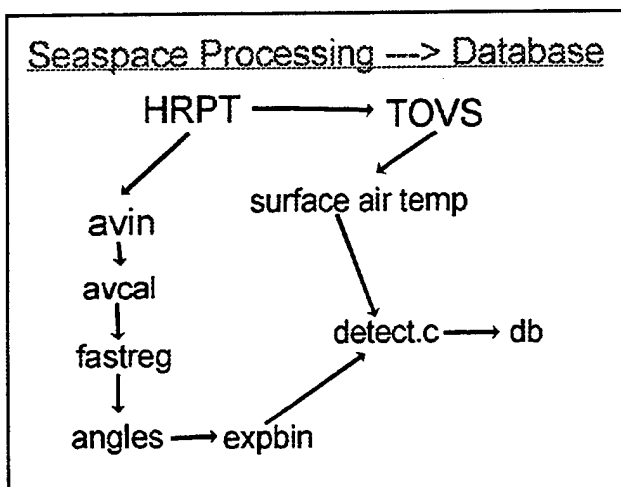 Seaspace Processing ---> Database
HRPT
TOVS
surface air temp
avin
avcal
detect.c
db
fastreg
angles
expbin